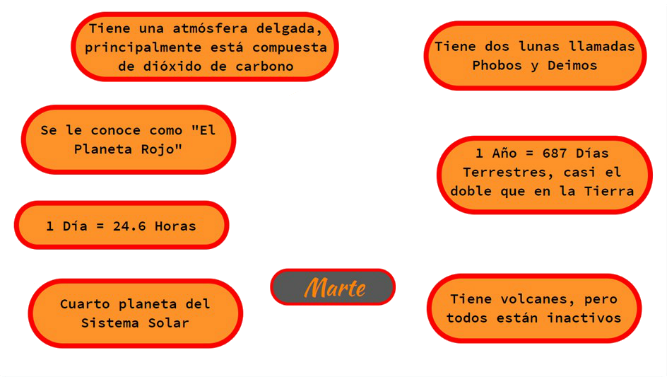 Tiene una atmósfera delgada,
principalmente está compuesta
de dióxido de carbono
Tiene dos lunas llamadas
Phobos y Deimos
Se le conoce como "El
Planeta Rojo"
1 Año = 687 Días
Terrestres, casi el
doble que en la Tierra
1 Día = 24.6 Horas
Marte
Cuarto planeta del
Sistema Solar
Tiene volcanes, pero
todos están inactivos